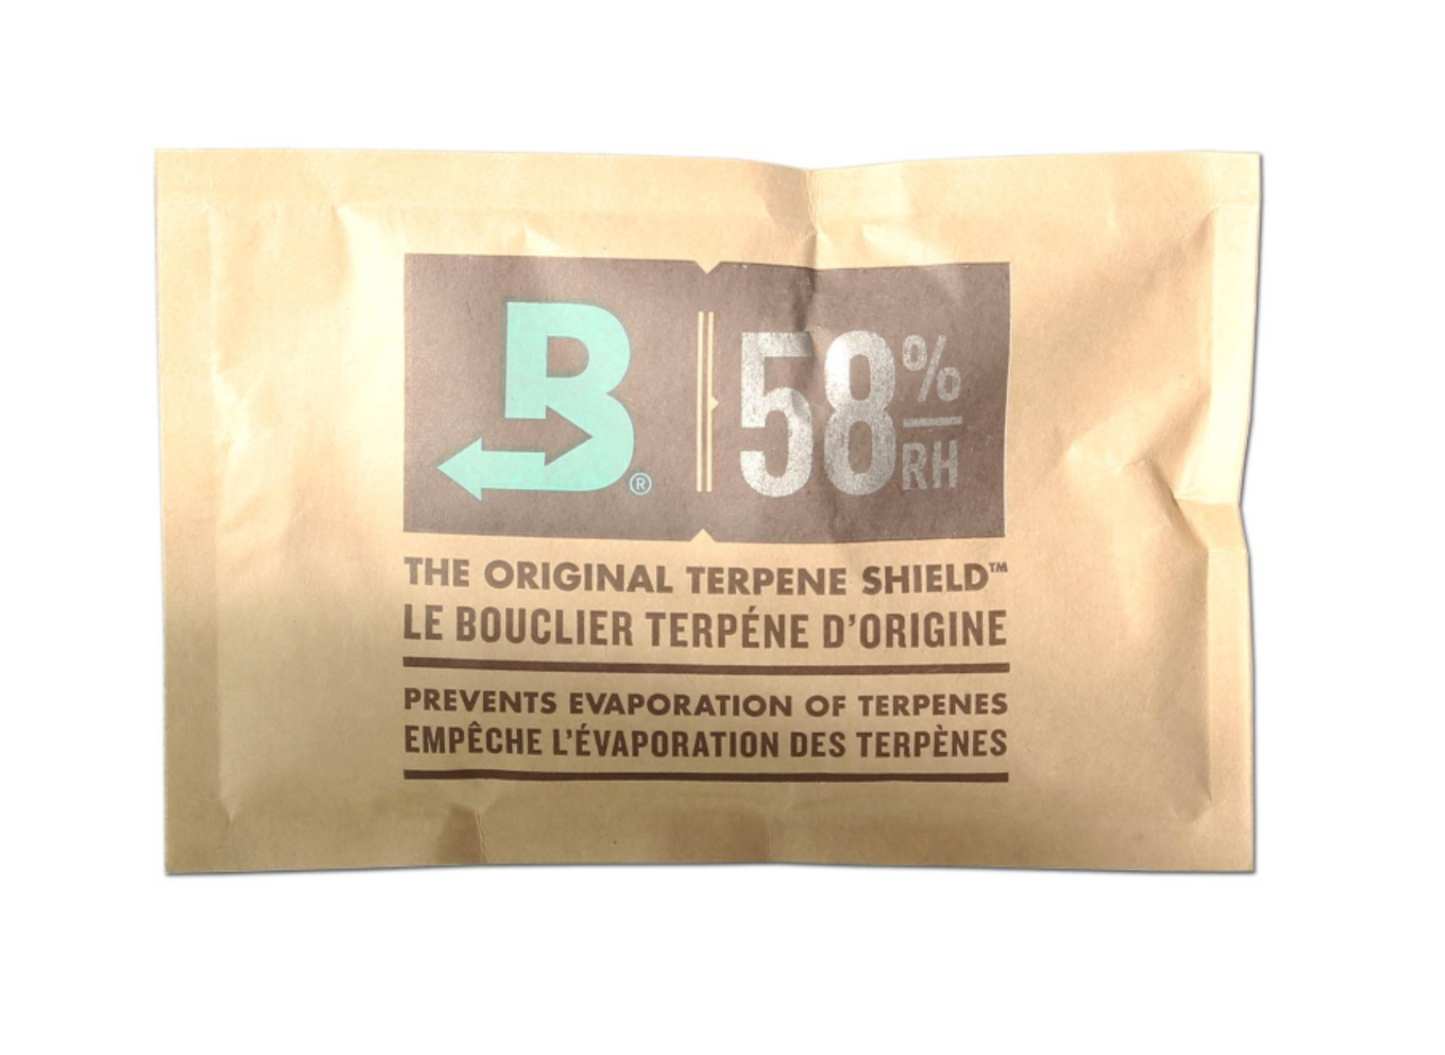 B® 58% RH
THE ORIGINAL TERPENE SHIELD™
LE BOUCLIER TERPÉNE D'ORIGINE
PREVENTS EVAPORATION OF TERPENES
EMPÊCHE L'ÉVAPORATION DES TERPÈNES